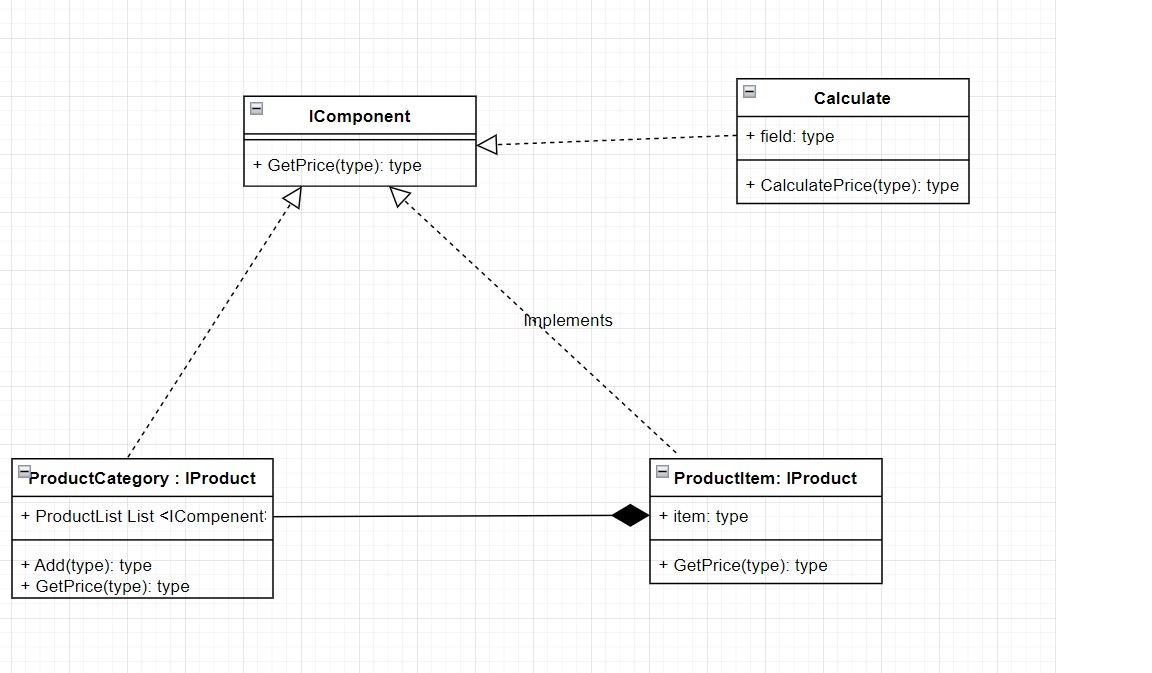 IComponent
+ GetPrice(type): type
Calculate
+ field: type
+ CalculatePrice(type): type
Implements
ProductCategory : IProduct
+ ProductList List <ICompenent>
+ Add(type): type
+ GetPrice(type): type
ProductItem: IProduct
+ item: type
+ GetPrice(type): type